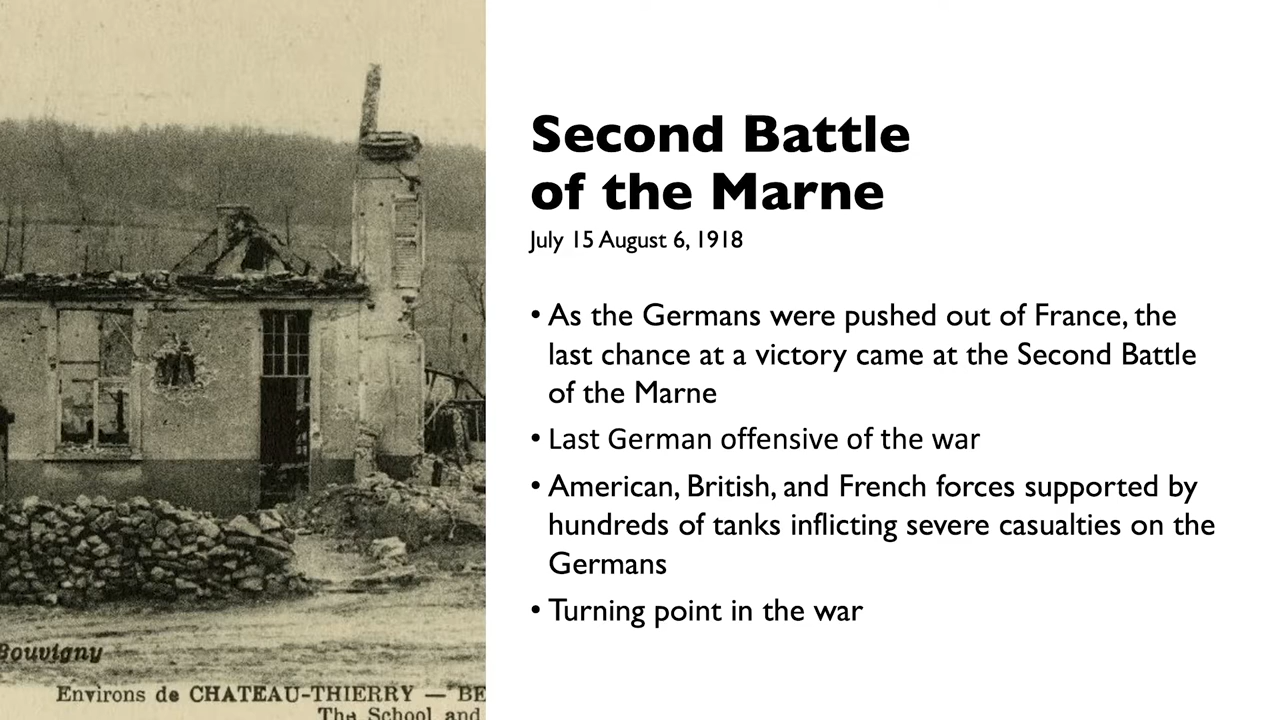 Second Battle
of the Marne
July 15 August 6, 1918
• As the Germans were pushed out of France, the
last chance at a victory came at the Second Battle
of the Marne
• Last German offensive of the war
• American, British, and French forces supported by
hundreds of tanks inflicting severe casualties on the
Germans
• Turning point in the war
Bouvigny
Environs de CHATEAU-THIERRY — BE
The School and